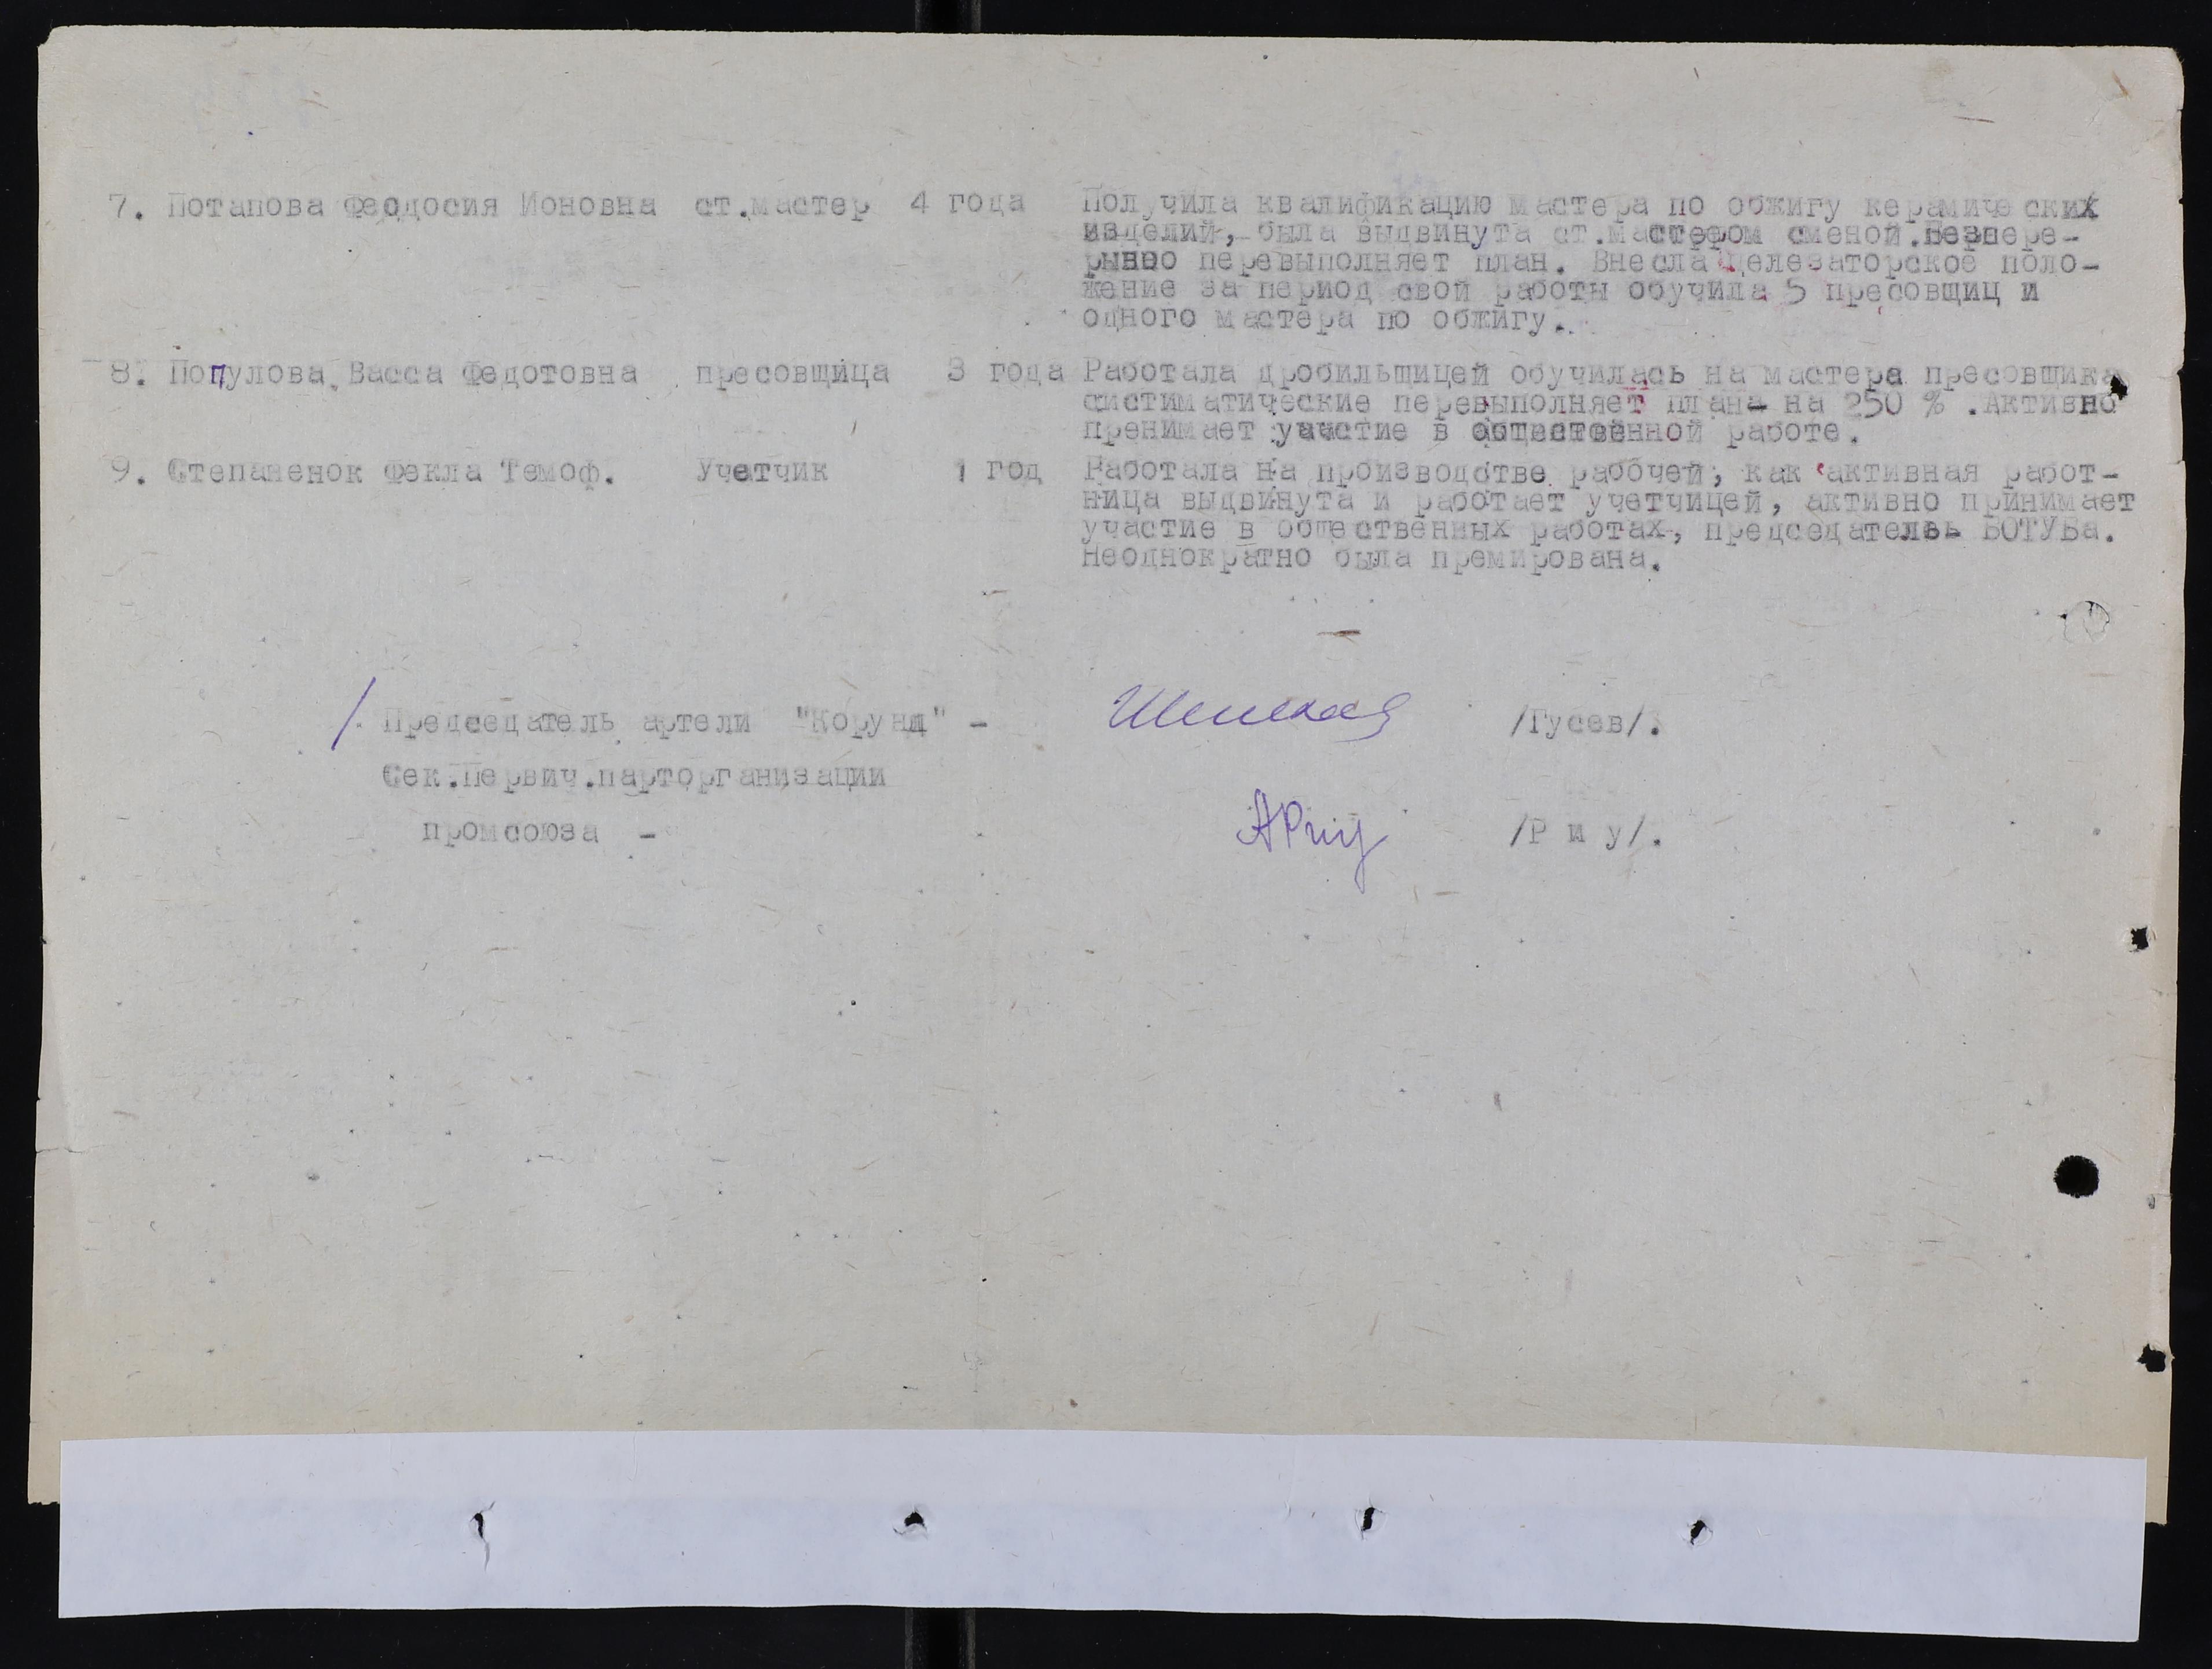 7. Потапова Феодосия Ионовна ст.мастер 4 года Получила квалификацию мастера по обжигу керамических
изделий, была выдвинута ст.мастером сменой.Безпере-
рывно перевыполняет план. Внесла целезаторское поло-
жение за период свой работы обучила 5 пресовщиц и
одного мастера по обжигу.
8. Популова Васса Федотовна пресовщица 3 года Работала дробильщицей обучилась на мастера пресовщика
систиматические перевыполняет плана на 250 % .Активно
пренимает участие в общественной работе.
9. Степаненок Фекла Темоф. Учетчик 1 год Работала на производстве рабочей, как активная работ-
ница выдвинута и работает учетчицей, активно принимает
участие в общественных работах, председатель БОТУВа.
Неоднократно была премирована.
Председатель артели "Корунд" - /Гусев/.
Сек.первич.парторганизации
промсоюза - АРиу /Р и у/.